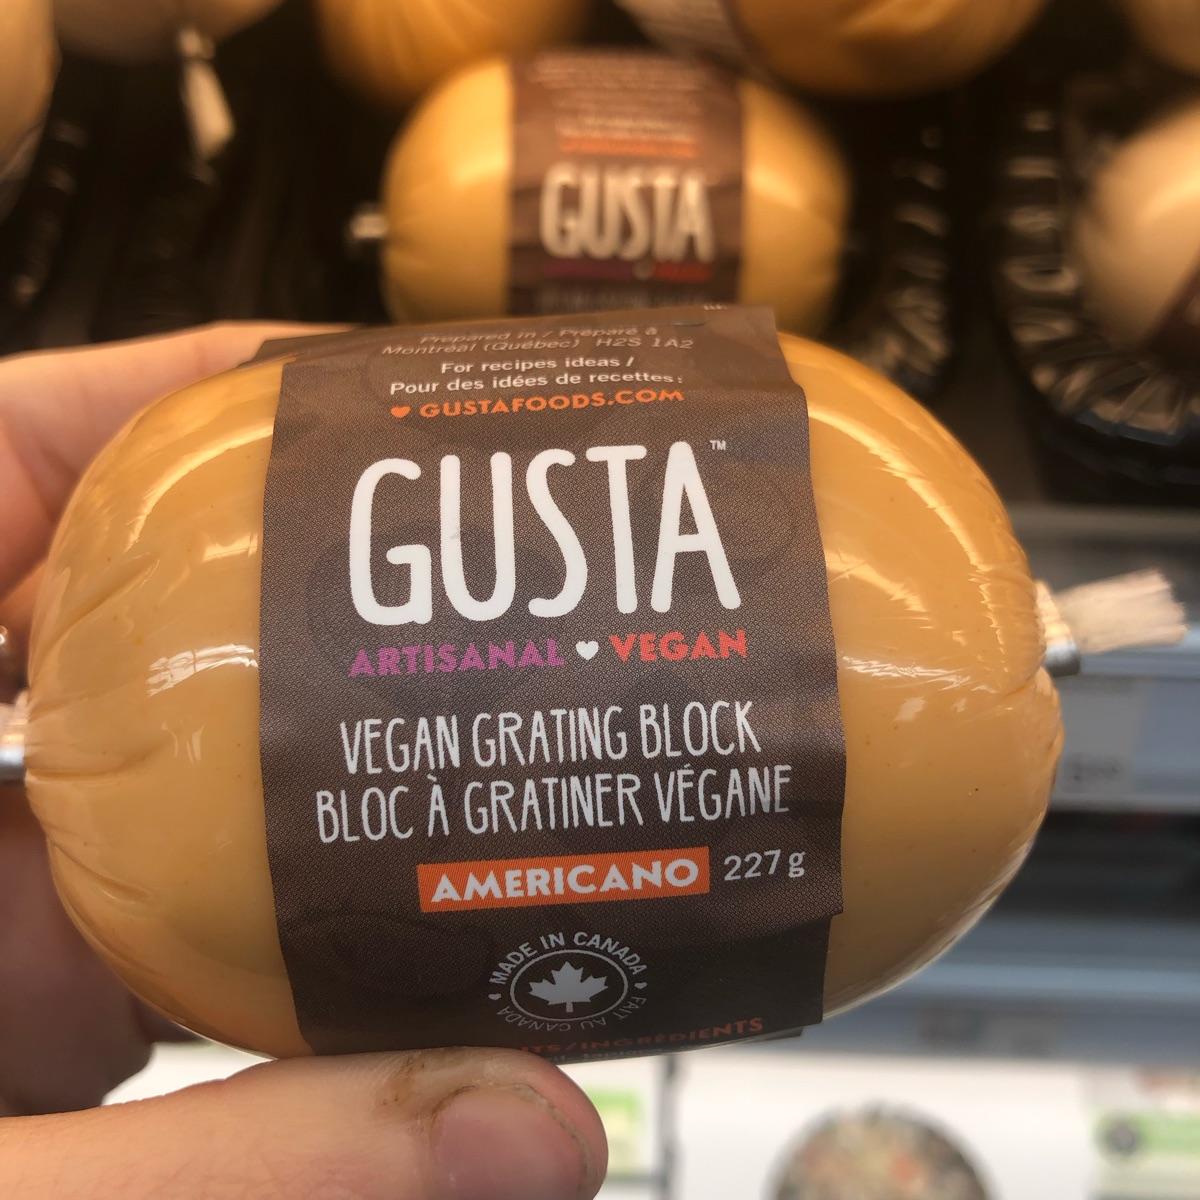 GUSTA
Prepared in / Préparé à
Montréal (Québec) H2S 1A2
For recipes ideas /
Pour des idées de recettes:
♥ GUSTAFOODS.COM
GUSTA™
ARTISANAL ♥ VEGAN
VEGAN GRATING BLOCK
BLOC À GRATINER VÉGANE
AMERICANO 227 g
MADE IN CANADA
FAIT AU CANADA
/INGRÉDIENTS